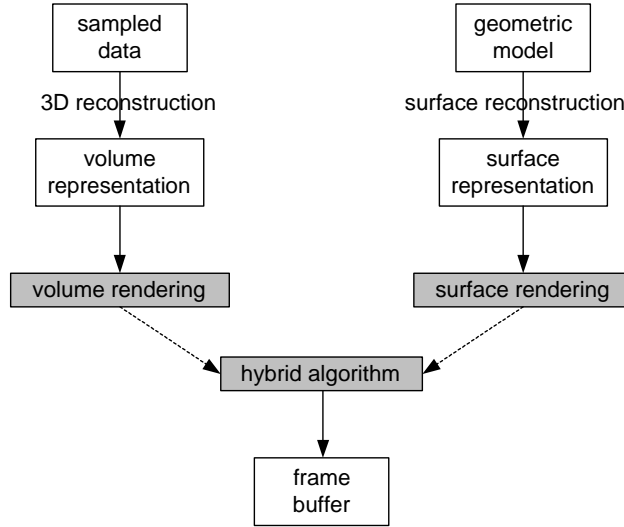 sampled
data
geometric
model
3D reconstruction
surface reconstruction
volume
representation
surface
representation
volume rendering
surface rendering
hybrid algorithm
frame
buffer